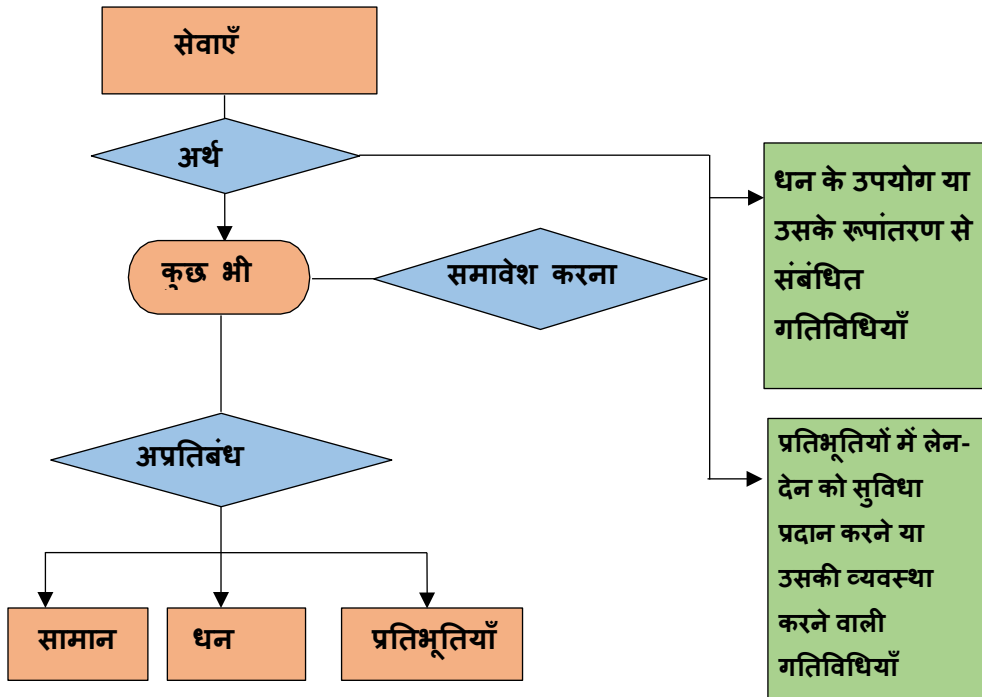 सेवाएँ
अर्थ
कुछ भी
समावेश करना
धन के उपयोग या
उसके रूपांतरण से
संबंधित
गतिविधियाँ
अप्रतिबंध
प्रतिभूतियों में लेन-
देन को सुविधा
प्रदान करने या
उसकी व्यवस्था
करने वाली
गतिविधियाँ
सामान
धन
प्रतिभूतियाँ